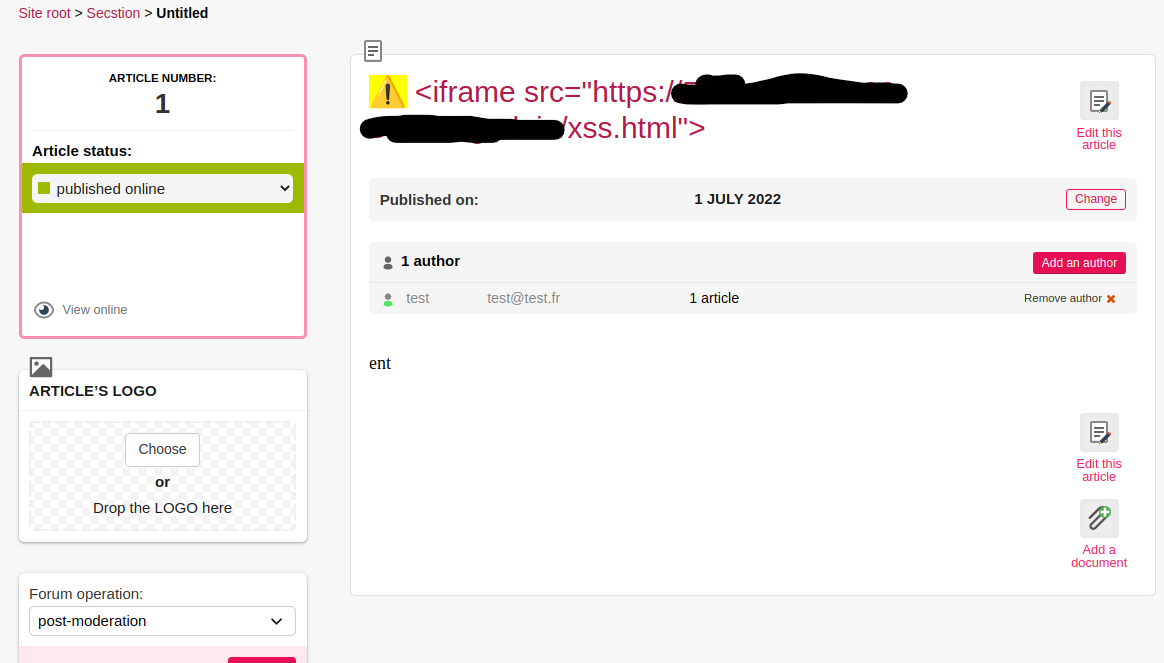 Site root > Secstion > Untitled
ARTICLE NUMBER:
1
Article status:
published online
View online
ARTICLE'S LOGO
Choose
or
Drop the LOGO here
Forum operation:
post-moderation
<iframe src="https:/
/xss.html">
Edit this
article
Published on:
1 JULY 2022
Change
1 author
Add an author
test test@test.fr 1 article Remove author
ent
Edit this
article
Add a
document